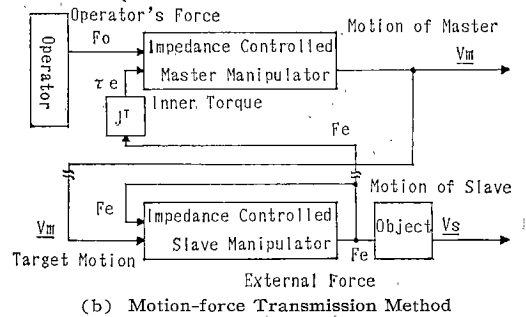 Operator's Force
Motion of Master
Operator
Fo
Impedance Controlled
Master Manipulator
Vm
τe
Inner Torque
Jᵀ
Fe
Motion of Slave
Fe
Impedance Controlled
Slave Manipulator
Object
Vs
Vm
Target Motion
Fe
External Force
(b) Motion-force Transmission Method